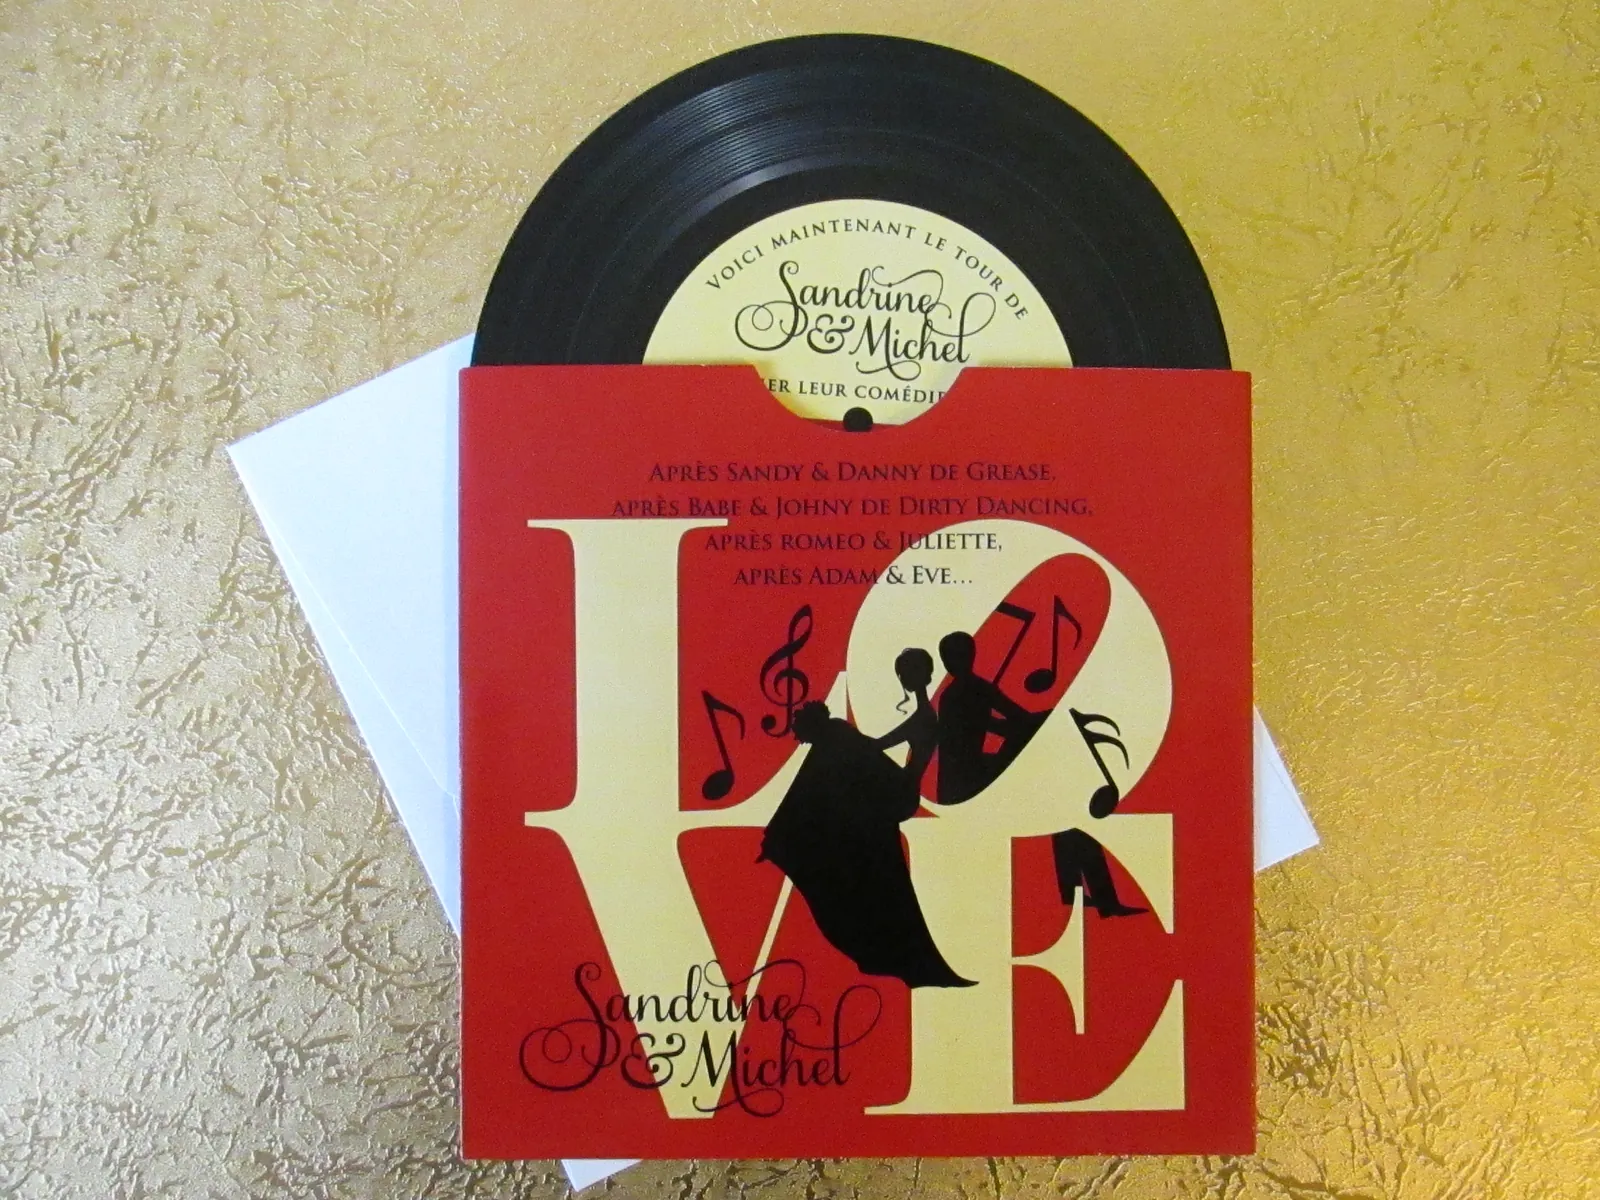 VOICI MAINTENANT LE TOUR DE
Sandrine
& Michel
LEUR COMÉDIE
APRÈS SANDY & DANNY DE GREASE,
APRÈS BABE & JOHNY DE DIRTY DANCING,
APRÈS ROMEO & JULIETTE,
APRÈS ADAM & EVE...
LOVE
Sandrine
& Michel